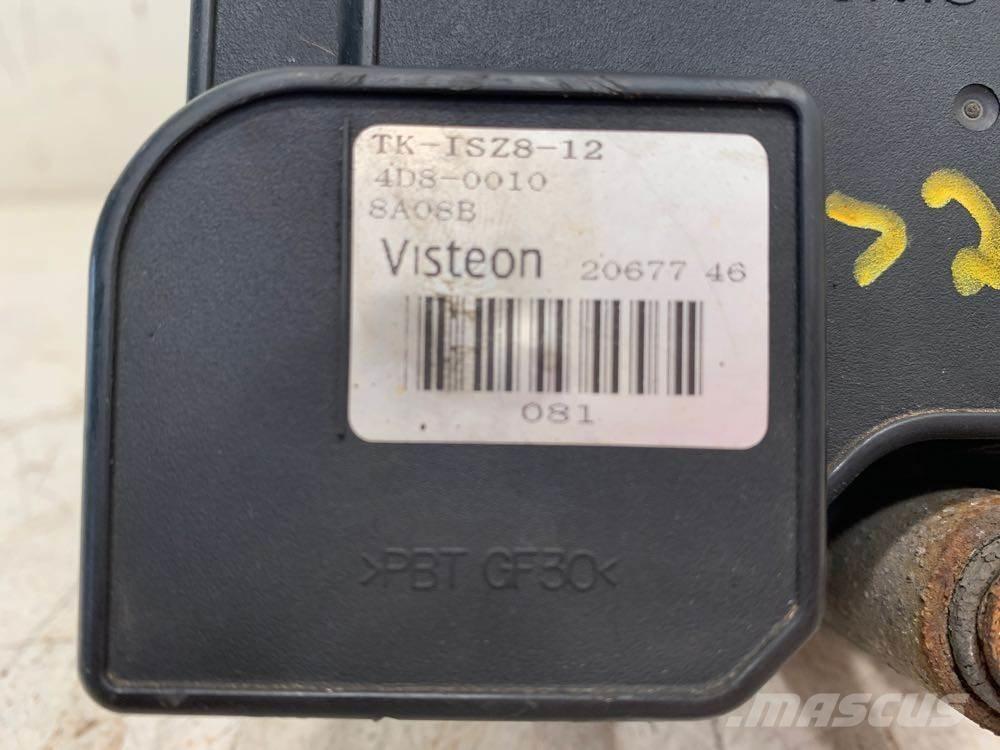 TK-ISZ8-12
4D8-0010
8A08B
Visteon 20677 46
081
>PBT GF30<
MASCUS